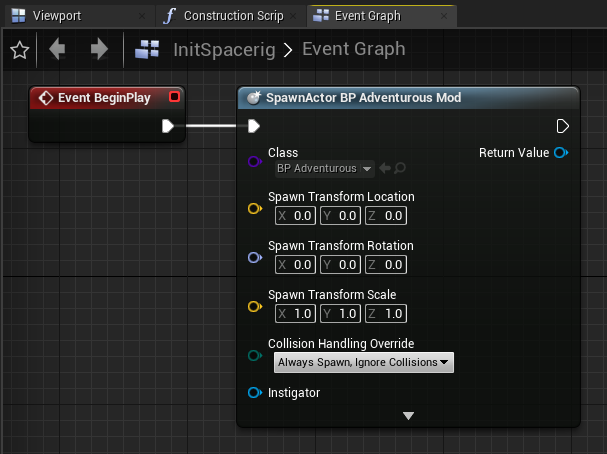 Viewport
Construction Scrip
Event Graph
InitSpacerig > Event Graph
Event BeginPlay
SpawnActor BP Adventurous Mod
Class
Return Value
BP Adventurous
Spawn Transform Location
X 0.0 Y 0.0 Z 0.0
Spawn Transform Rotation
X 0.0 Y 0.0 Z 0.0
Spawn Transform Scale
X 1.0 Y 1.0 Z 1.0
Collision Handling Override
Always Spawn, Ignore Collisions
Instigator